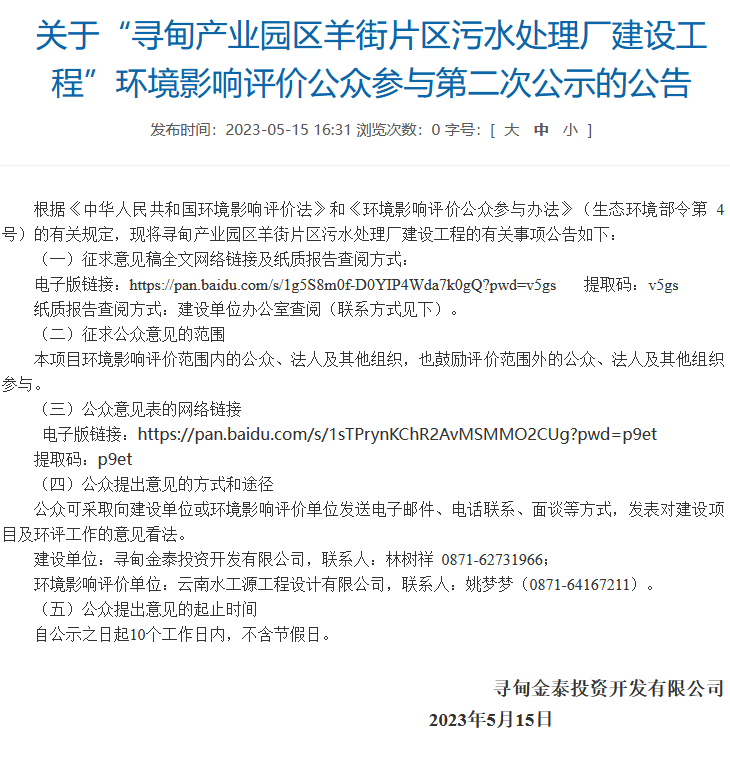 关于“寻甸产业园区羊街片区污水处理厂建设工
程”环境影响评价公众参与第二次公示的公告
发布时间：2023-05-15 16:31 浏览次数：0 字号：[ 大 中 小 ]
根据《中华人民共和国环境影响评价法》和《环境影响评价公众参与办法》（生态环境部令第 4
号）的有关规定，现将寻甸产业园区羊街片区污水处理厂建设工程的有关事项公告如下：
（一）征求意见稿全文网络链接及纸质报告查阅方式：
电子版链接：https://pan.baidu.com/s/1g5S8m0f-D0YIP4Wda7k0gQ?pwd=v5gs 提取码：v5gs
纸质报告查阅方式：建设单位办公室查阅（联系方式见下）。
（二）征求公众意见的范围
本项目环境影响评价范围内的公众、法人及其他组织，也鼓励评价范围外的公众、法人及其他组织
参与。
（三）公众意见表的网络链接
电子版链接：https://pan.baidu.com/s/1sTPrynKChR2AvMSMMO2CUg?pwd=p9et
提取码：p9et
（四）公众提出意见的方式和途径
公众可采取向建设单位或环境影响评价单位发送电子邮件、电话联系、面谈等方式，发表对建设项
目及环评工作的意见看法。
建设单位：寻甸金泰投资开发有限公司，联系人：林树祥 0871-62731966；
环境影响评价单位：云南水工源工程设计有限公司，联系人：姚梦梦（0871-64167211）。
（五）公众提出意见的起止时间
自公示之日起10个工作日内，不含节假日。
寻甸金泰投资开发有限公司
2023年5月15日